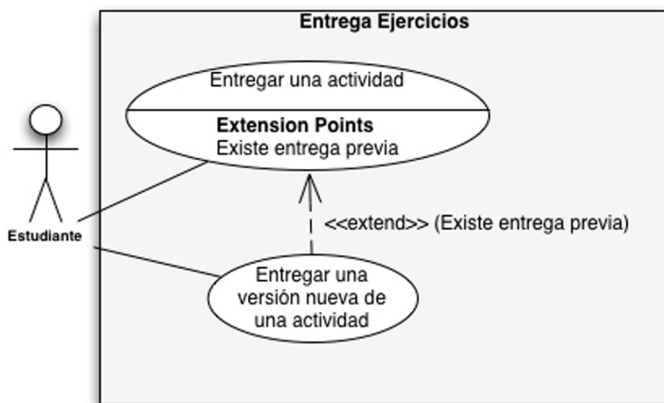 Entrega Ejercicios
Entregar una actividad
Extension Points
Existe entrega previa
Estudiante
<<extend>> (Existe entrega previa)
Entregar una
versión nueva de
una actividad